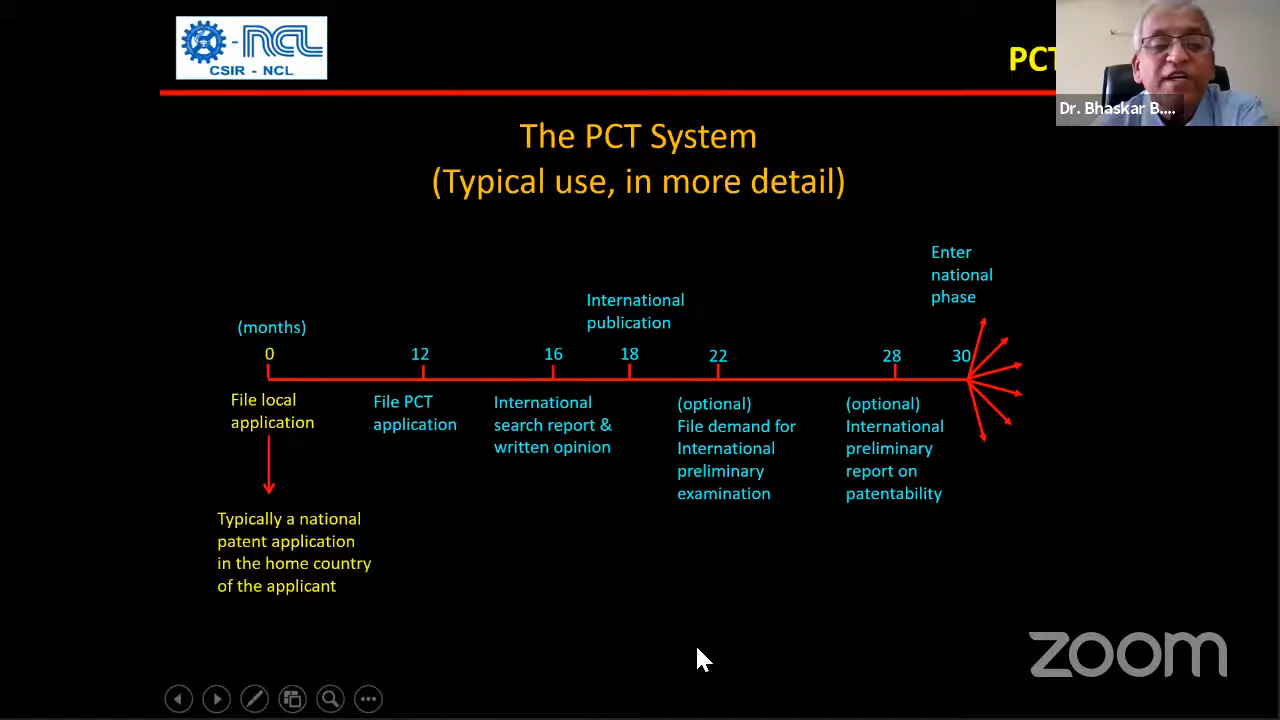 NCL
CSIR - NCL
PCT
Dr. Bhaskar B....
The PCT System
(Typical use, in more detail)
Enter
national
phase
International
publication
(months)
0
12
16
18
22
28
30
File local
application
File PCT
application
International
search report &
written opinion
(optional)
File demand for
International
preliminary
examination
(optional)
International
preliminary
report on
patentability
Typically a national
patent application
in the home country
of the applicant
zoom